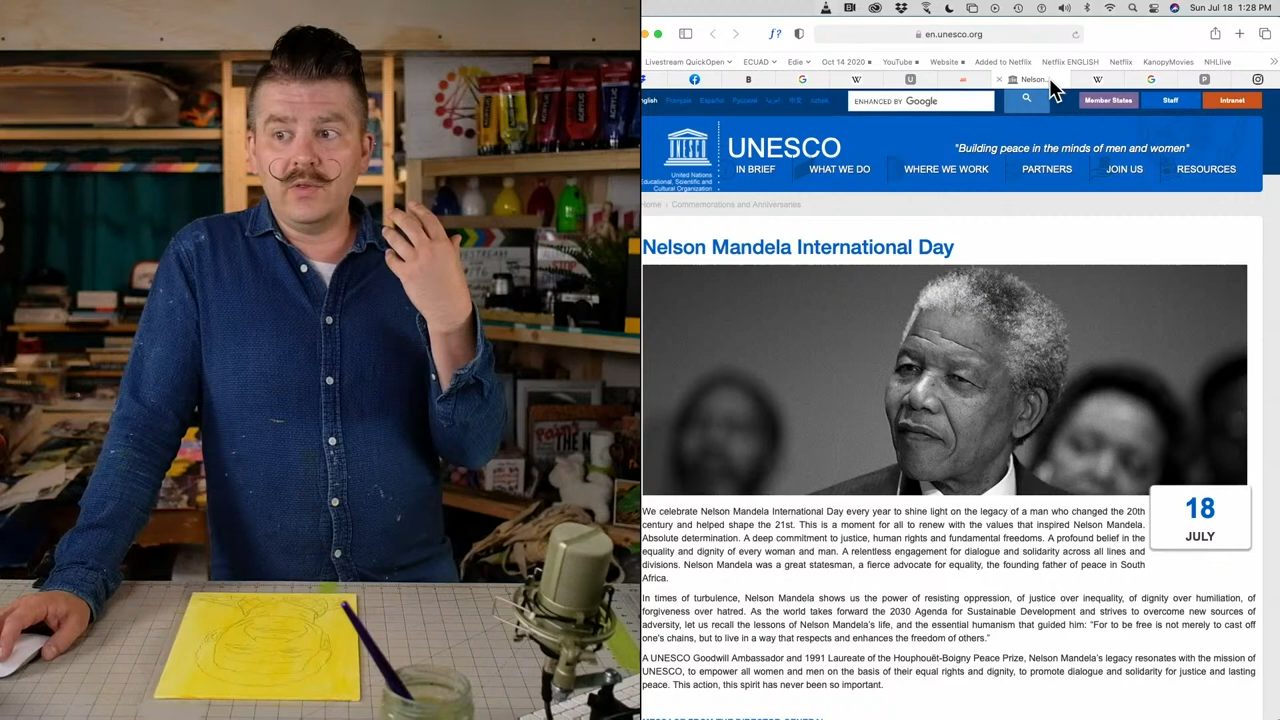 Sun Jul 18 1:28 PM
en.unesco.org
Livestream QuickOpen ECUAD Edie Oct 14 2020 YouTube Website Added to Netflix Netflix ENGLISH Netflix KanopyMovies NHLlive
Nelson...
nglish Français Español Русский العربية 中文
ENHANCED BY Google
Member States Staff Intranet
UNESCO
"Building peace in the minds of men and women"
United Nations
Educational, Scientific and
Cultural Organization
IN BRIEF WHAT WE DO WHERE WE WORK PARTNERS JOIN US RESOURCES
Home › Commemorations and Anniversaries
Nelson Mandela International Day
18
JULY
We celebrate Nelson Mandela International Day every year to shine light on the legacy of a man who changed the 20th
century and helped shape the 21st. This is a moment for all to renew with the values that inspired Nelson Mandela.
Absolute determination. A deep commitment to justice, human rights and fundamental freedoms. A profound belief in the
equality and dignity of every woman and man. A relentless engagement for dialogue and solidarity across all lines and
divisions. Nelson Mandela was a great statesman, a fierce advocate for equality, the founding father of peace in South
Africa.
In times of turbulence, Nelson Mandela shows us the power of resisting oppression, of justice over inequality, of dignity over humiliation, of
forgiveness over hatred. As the world takes forward the 2030 Agenda for Sustainable Development and strives to overcome new sources of
adversity, let us recall the lessons of Nelson Mandela's life, and the essential humanism that guided him: "For to be free is not merely to cast off
one's chains, but to live in a way that respects and enhances the freedom of others."
A UNESCO Goodwill Ambassador and 1991 Laureate of the Houphouët-Boigny Peace Prize, Nelson Mandela's legacy resonates with the mission of
UNESCO, to empower all women and men on the basis of their equal rights and dignity, to promote dialogue and solidarity for justice and lasting
peace. This action, this spirit has never been so important.